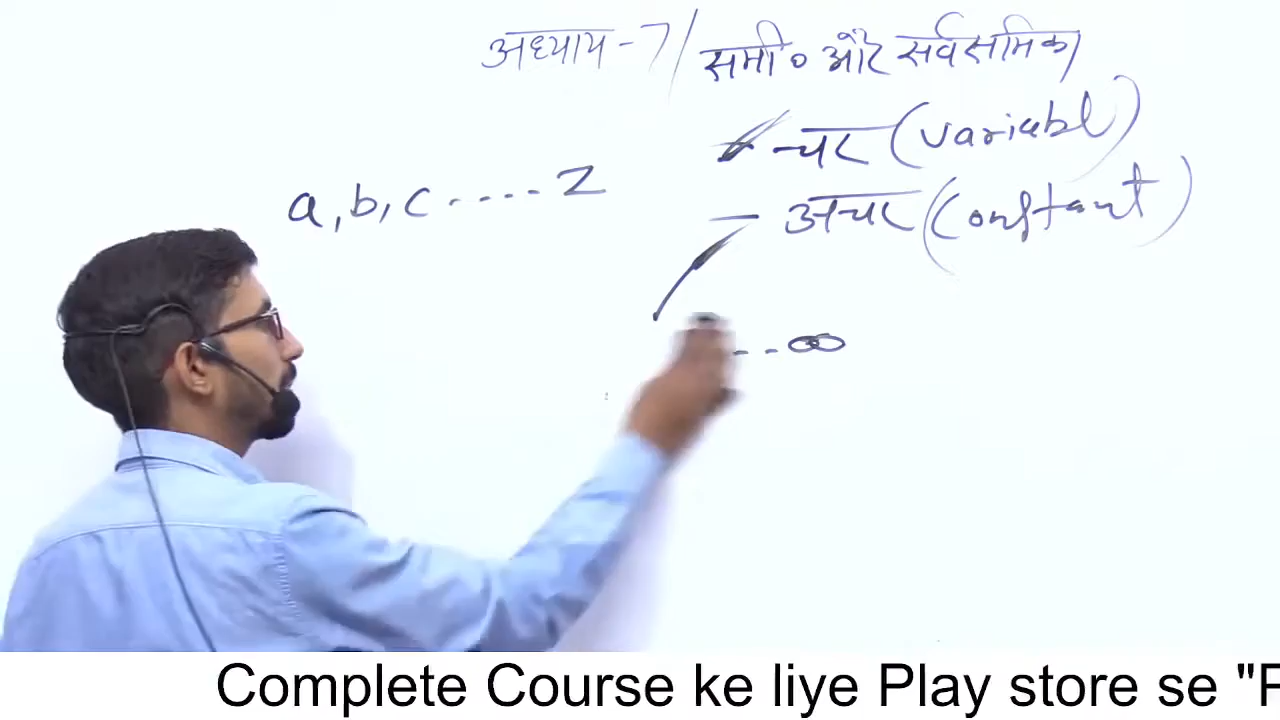 अध्याय - 7 / समी० और सर्वसमिका
चर (variabl)
a, b, c ..... z
अचर (Constant)
... ∞
Complete Course ke liye Play store se "